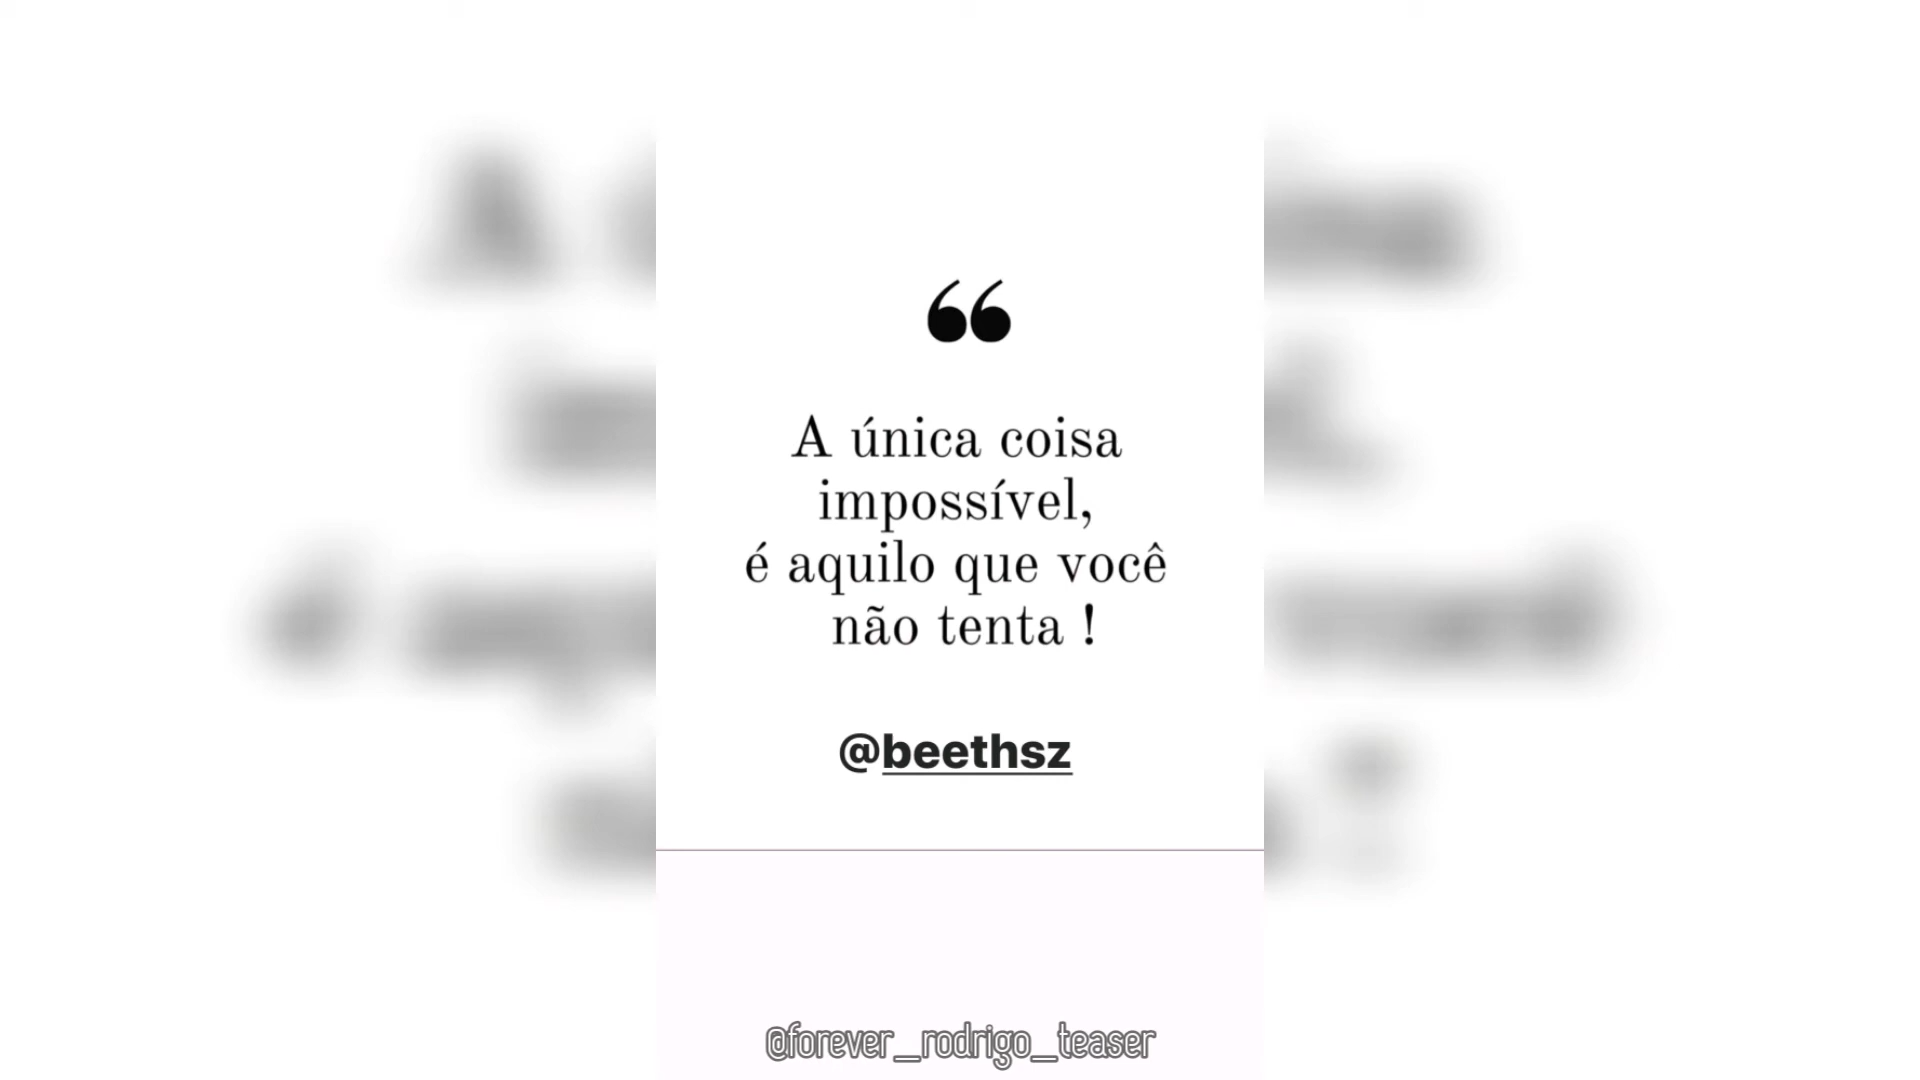 ❝
A única coisa
impossível,
é aquilo que você
não tenta !
@beethsz
@forever_rodrigo_teaser